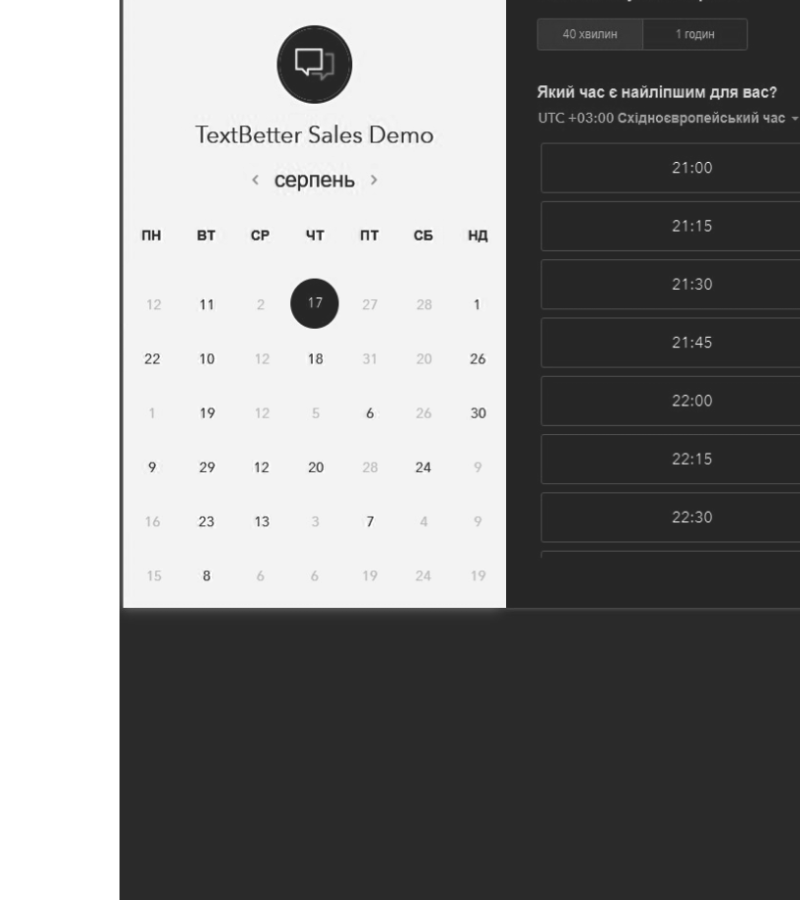 TextBetter Sales Demo
< серпень >
ПН ВТ СР ЧТ ПТ СБ НД
12 11 2 17 27 28 1
22 10 12 18 31 20 26
1 19 12 5 6 26 30
9 29 12 20 28 24 9
16 23 13 3 7 4 9
15 8 6 6 19 24 19
40 хвилин 1 годин
Який час є найліпшим для вас?
UTC +03:00 Східноєвропейський час
21:00
21:15
21:30
21:45
22:00
22:15
22:30